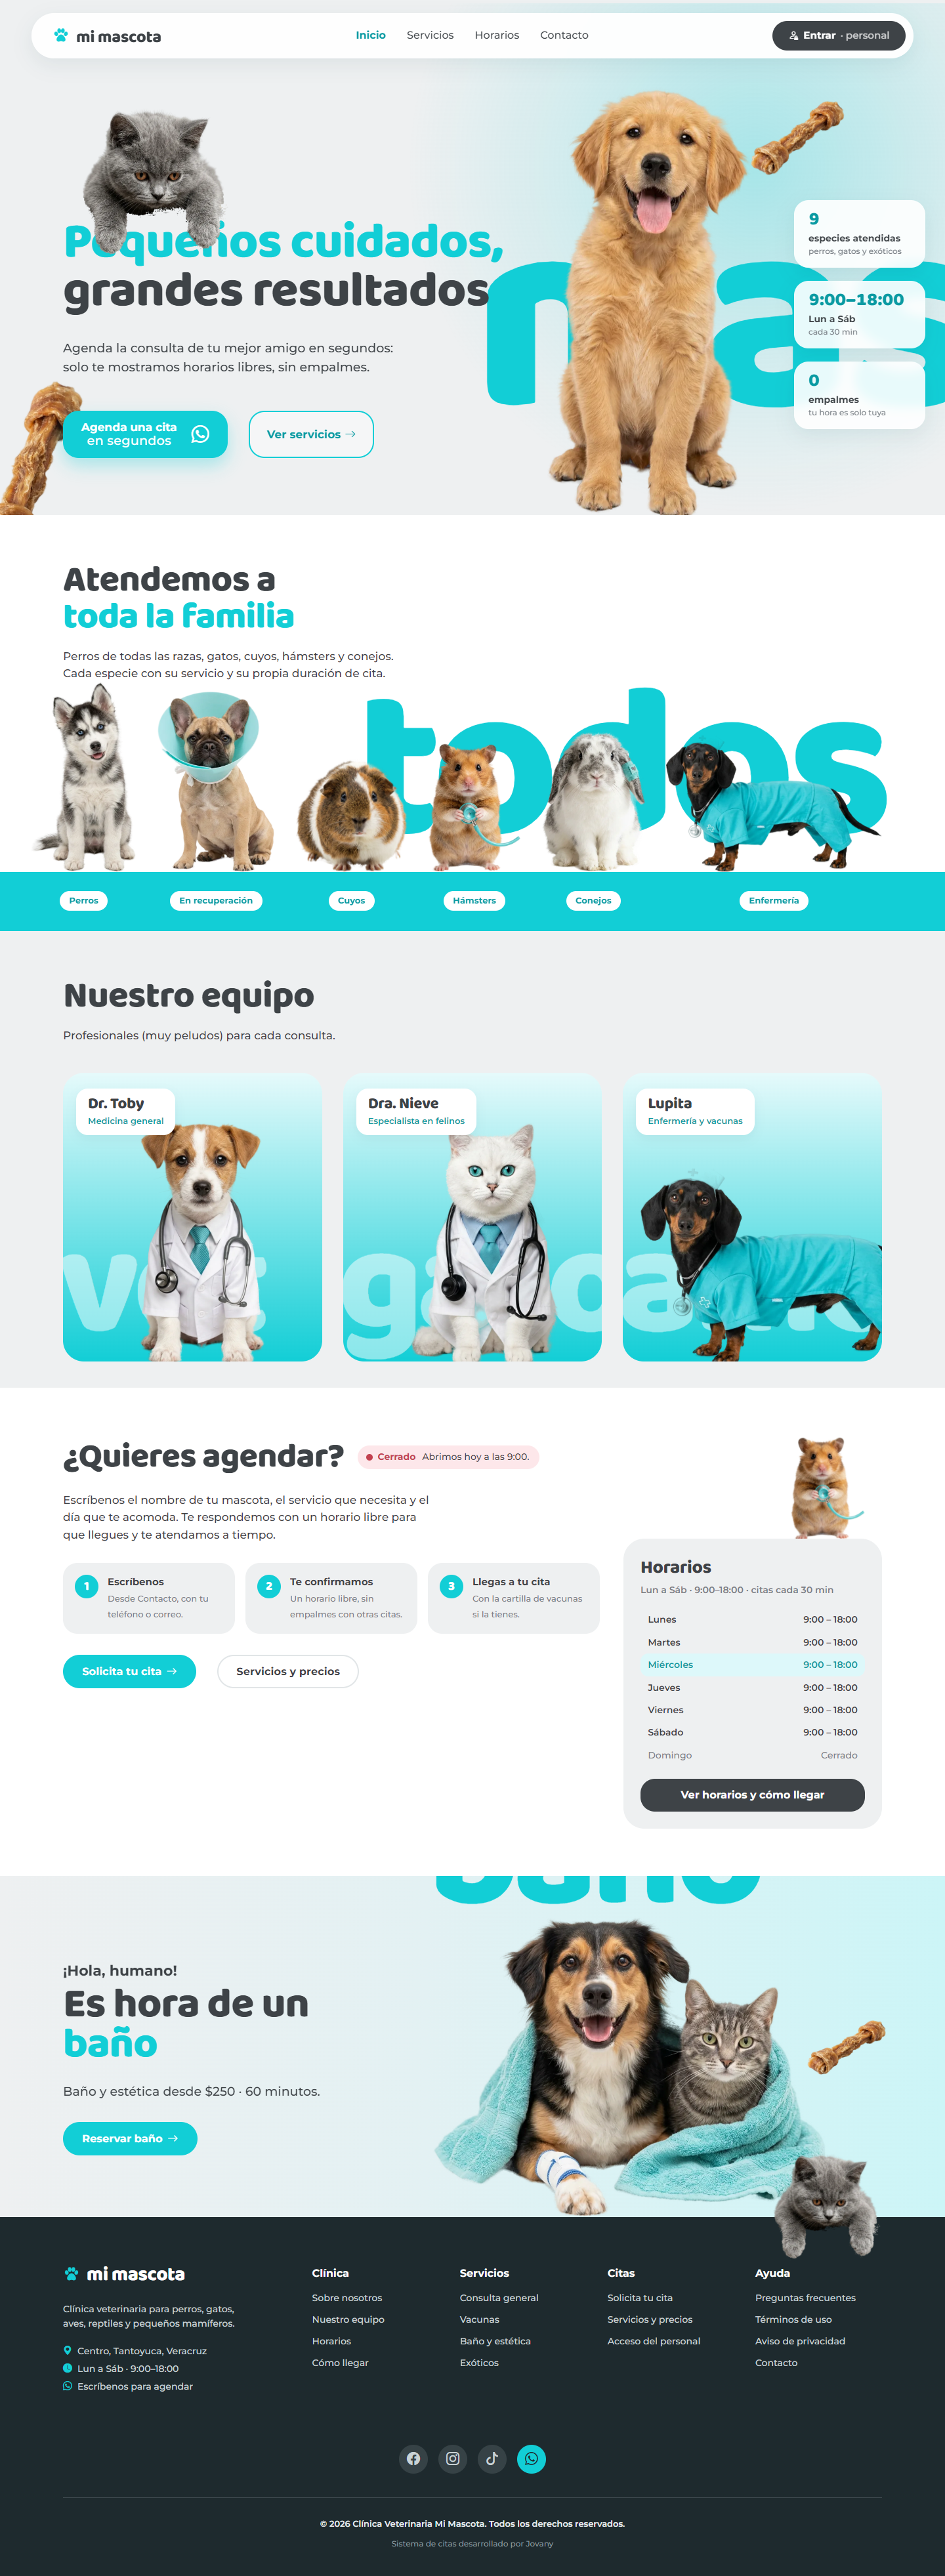 mi mascota
Inicio
Servicios
Horarios
Contacto
Entrar · personal
Pequeños cuidados,
grandes resultados
Agenda la consulta de tu mejor amigo en segundos:
solo te mostramos horarios libres, sin empalmes.
Agenda una cita
en segundos
Ver servicios →
9
especies atendidas
perros, gatos y exóticos
9:00–18:00
Lun a Sáb
cada 30 min
0
empalmes
tu hora es solo tuya
Atendemos a
toda la familia
Perros de todas las razas, gatos, cuyos, hámsters y conejos.
Cada especie con su servicio y su propia duración de cita.
todos
Perros
En recuperación
Cuyos
Hámsters
Conejos
Enfermería
Nuestro equipo
Profesionales (muy peludos) para cada consulta.
Dr. Toby
Medicina general
Dra. Nieve
Especialista en felinos
Lupita
Enfermería y vacunas
¿Quieres agendar?
Cerrado Abrimos hoy a las 9:00.
Escríbenos el nombre de tu mascota, el servicio que necesita y el
día que te acomoda. Te respondemos con un horario libre para
que llegues y te atendamos a tiempo.
1
Escríbenos
Desde Contacto, con tu
teléfono o correo.
2
Te confirmamos
Un horario libre, sin
empalmes con otras citas.
3
Llegas a tu cita
Con la cartilla de vacunas
si la tienes.
Solicita tu cita →
Servicios y precios
Horarios
Lun a Sáb · 9:00–18:00 · citas cada 30 min
Lunes 9:00 – 18:00
Martes 9:00 – 18:00
Miércoles 9:00 – 18:00
Jueves 9:00 – 18:00
Viernes 9:00 – 18:00
Sábado 9:00 – 18:00
Domingo Cerrado
Ver horarios y cómo llegar
baño
¡Hola, humano!
Es hora de un
baño
Baño y estética desde $250 · 60 minutos.
Reservar baño →
mi mascota
Clínica veterinaria para perros, gatos,
aves, reptiles y pequeños mamíferos.
Centro, Tantoyuca, Veracruz
Lun a Sáb · 9:00–18:00
Escríbenos para agendar
Clínica
Sobre nosotros
Nuestro equipo
Horarios
Cómo llegar
Servicios
Consulta general
Vacunas
Baño y estética
Exóticos
Citas
Solicita tu cita
Servicios y precios
Acceso del personal
Ayuda
Preguntas frecuentes
Términos de uso
Aviso de privacidad
Contacto
© 2026 Clínica Veterinaria Mi Mascota. Todos los derechos reservados.
Sistema de citas desarrollado por Jovany